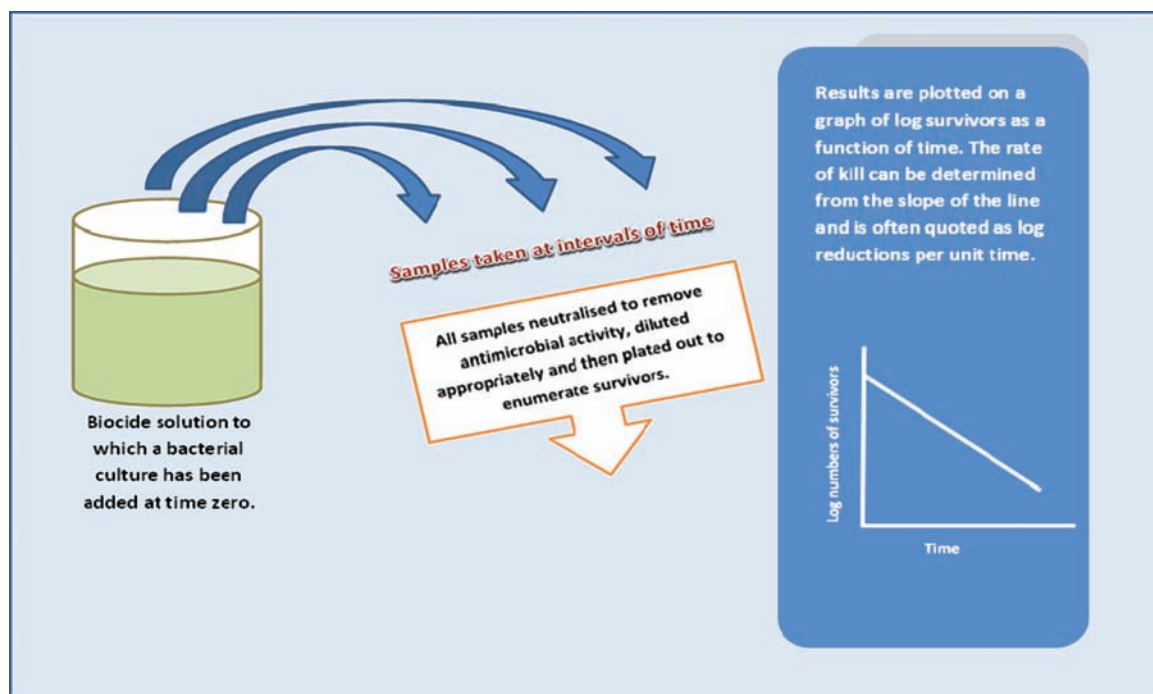 Biocide solution to
which a bacterial
culture has been
added at time zero.
Samples taken at intervals of time
All samples neutralised to remove
antimicrobial activity, diluted
appropriately and then plated out to
enumerate survivors.
Results are plotted on a
graph of log survivors as a
function of time. The rate
of kill can be determined
from the slope of the line
and is often quoted as log
reductions per unit time.
Log numbers of survivors
Time